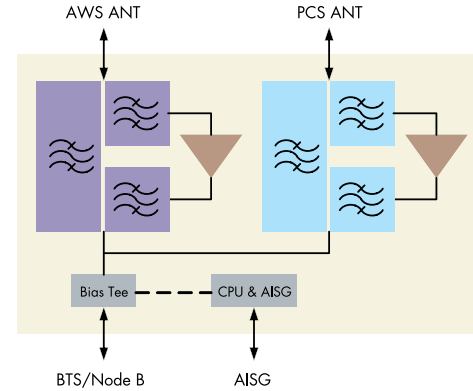 AWS ANT
PCS ANT
Bias Tee
CPU & AISG
BTS/Node B
AISG